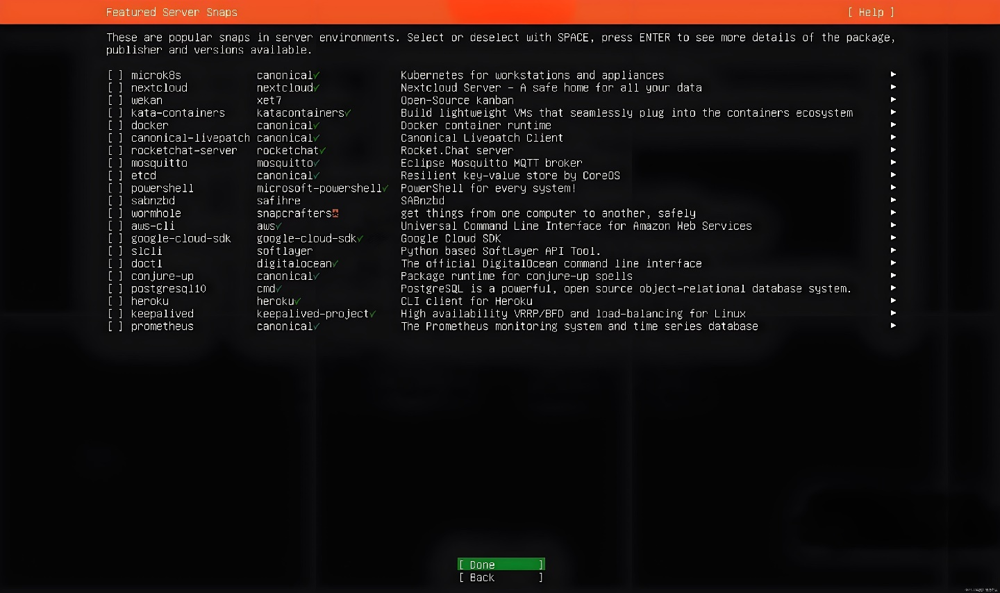 Featured Server Snaps [ Help ]
These are popular snaps in server environments. Select or deselect with SPACE, press ENTER to see more details of the package,
publisher and versions available.
[ ] microk8s canonical✓ Kubernetes for workstations and appliances ▸
[ ] nextcloud nextcloud✓ Nextcloud Server - A safe home for all your data ▸
[ ] wekan xet7 Open-Source kanban ▸
[ ] kata-containers katacontainers✓ Build lightweight VMs that seamlessly plug into the containers ecosystem ▸
[ ] docker canonical✓ Docker container runtime ▸
[ ] canonical-livepatch canonical✓ Canonical Livepatch Client ▸
[ ] rocketchat-server rocketchat✓ Rocket.Chat server ▸
[ ] mosquitto mosquitto✓ Eclipse Mosquitto MQTT broker ▸
[ ] etcd canonical✓ Resilient key-value store by CoreOS ▸
[ ] powershell microsoft-powershell✓ PowerShell for every system! ▸
[ ] sabnzbd safihre SABnzbd ▸
[ ] wormhole snapcrafters* get things from one computer to another, safely ▸
[ ] aws-cli aws✓ Universal Command Line Interface for Amazon Web Services ▸
[ ] google-cloud-sdk google-cloud-sdk✓ Google Cloud SDK ▸
[ ] slcli softlayer Python based SoftLayer API Tool. ▸
[ ] doctl digitalocean✓ The official DigitalOcean command line interface ▸
[ ] conjure-up canonical✓ Package runtime for conjure-up spells ▸
[ ] postgresql10 cmd✓ PostgreSQL is a powerful, open source object-relational database system. ▸
[ ] heroku heroku✓ CLI client for Heroku ▸
[ ] keepalived keepalived-project✓ High availability VRRP/BFD and load-balancing for Linux ▸
[ ] prometheus canonical✓ The Prometheus monitoring system and time series database ▸
[ Done ]
[ Back ]